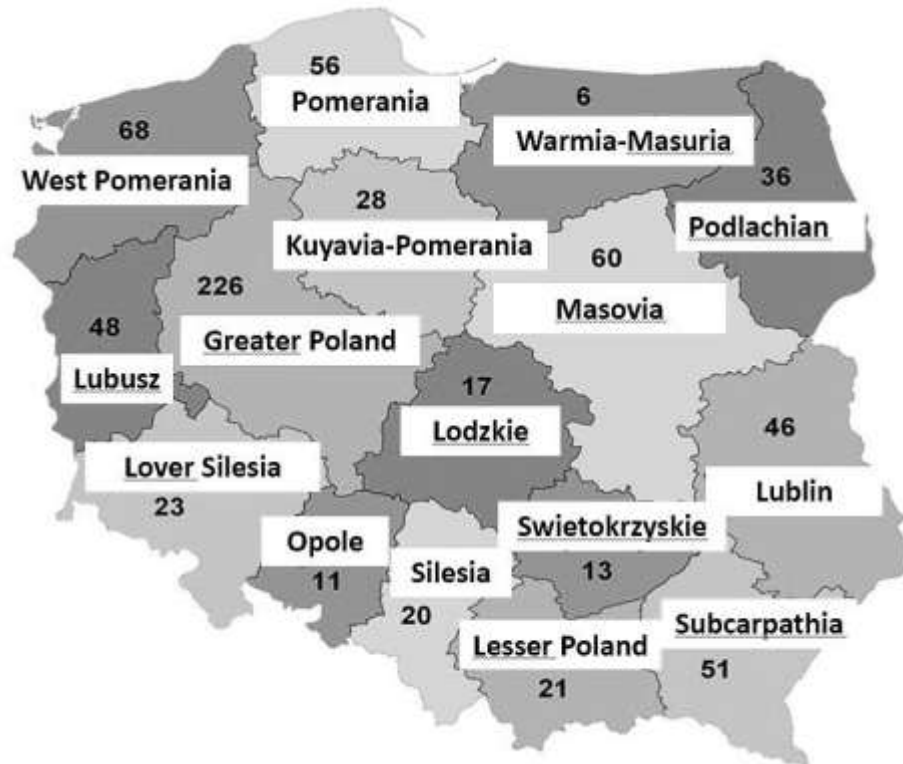 56
Pomerania
6
Warmia-Masuria
68
West Pomerania
36
Podlachian
28
Kuyavia-Pomerania
60
Masovia
226
Greater Poland
48
Lubusz
17
Lodzkie
46
Lublin
Lover Silesia
23
Opole
11
Silesia
20
Swietokrzyskie
13
Lesser Poland
21
Subcarpathia
51